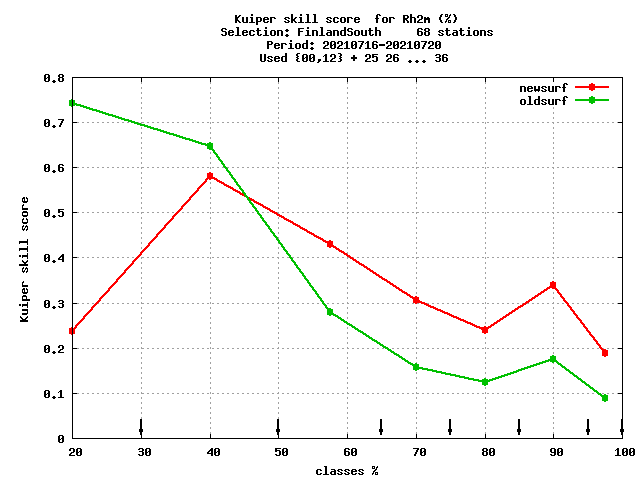 Kuiper skill score  for Rh2m (%)
Selection: FinlandSouth     68 stations
Period: 20210716-20210720
Used {00,12} + 25 26 ... 36
newsurf
oldsurf
Kuiper skill score
0.8
0.7
0.6
0.5
0.4
0.3
0.2
0.1
0
20 30 40 50 60 70 80 90 100
classes %